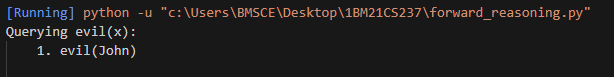 [Running] python -u "c:\Users\BMSCE\Desktop\1BM21CS237\forward_reasoning.py"
Querying evil(x):
1. evil(John)